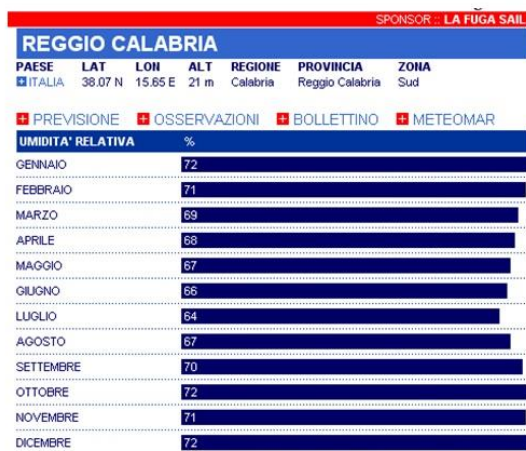 SPONSOR :: LA FUGA SAIL
REGGIO CALABRIA
PAESE LAT LON ALT REGIONE PROVINCIA ZONA
ITALIA 38.07 N 15.65 E 21 m Calabria Reggio Calabria Sud
PREVISIONE OSSERVAZIONI BOLLETTINO METEOMAR
UMIDITA' RELATIVA %
GENNAIO 72
FEBBRAIO 71
MARZO 69
APRILE 68
MAGGIO 67
GIUGNO 66
LUGLIO 64
AGOSTO 67
SETTEMBRE 70
OTTOBRE 72
NOVEMBRE 71
DICEMBRE 72